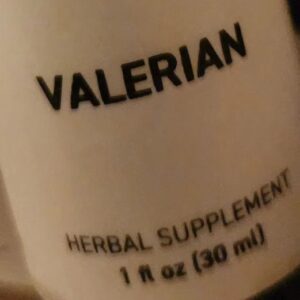 VALERIAN
HERBAL SUPPLEMENT
1 fl oz (30 ml)